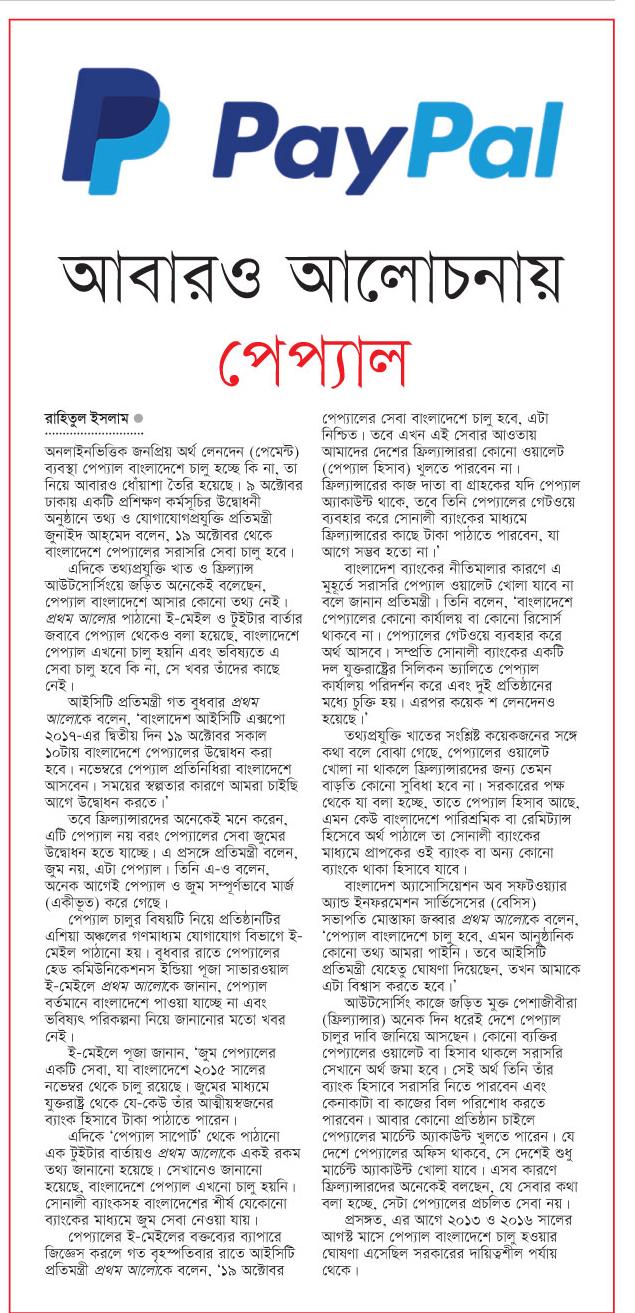 PayPal
আবারও আলোচনায়
পেপ্যাল
রাহিতুল ইসলাম
অনলাইনভিত্তিক জনপ্রিয় অর্থ লেনদেন (পেমেন্ট)
ব্যবস্থা পেপ্যাল বাংলাদেশে চালু হচ্ছে কি না, তা
নিয়ে আবারও ধোঁয়াশা তৈরি হয়েছে। ৯ অক্টোবর
ঢাকায় একটি প্রশিক্ষণ কর্মসূচির উদ্বোধনী
অনুষ্ঠানে তথ্য ও যোগাযোগপ্রযুক্তি প্রতিমন্ত্রী
জুনাইদ আহ্‌মেদ বলেন, ১৯ অক্টোবর থেকে
বাংলাদেশে পেপ্যালের সরাসরি সেবা চালু হবে।
এদিকে তথ্যপ্রযুক্তি খাত ও ফ্রিল্যান্স
আউটসোর্সিংয়ে জড়িত অনেকেই বলেছেন,
পেপ্যাল বাংলাদেশে আসার কোনো তথ্য নেই।
প্রথম আলোর পাঠানো ই-মেইল ও টুইটার বার্তার
জবাবে পেপ্যাল থেকেও বলা হয়েছে, বাংলাদেশে
পেপ্যাল এখনো চালু হয়নি এবং ভবিষ্যতে এ
সেবা চালু হবে কি না, সে খবর তাঁদের কাছে
নেই।
আইসিটি প্রতিমন্ত্রী গত বুধবার প্রথম
আলোকে বলেন, ‘বাংলাদেশ আইসিটি এক্সপো
২০১৭-এর দ্বিতীয় দিন ১৯ অক্টোবর সকাল
১০টায় বাংলাদেশে পেপ্যালের উদ্বোধন করা
হবে। নভেম্বরে পেপ্যাল প্রতিনিধিরা বাংলাদেশে
আসবেন। সময়ের স্বল্পতার কারণে আমরা চাইছি
আগে উদ্বোধন করতে।’
তবে ফ্রিল্যান্সারদের অনেকেই মনে করেন,
এটি পেপ্যাল নয় বরং পেপ্যালের সেবা জুমের
উদ্বোধন হতে যাচ্ছে। এ প্রসঙ্গে প্রতিমন্ত্রী বলেন,
জুম নয়, এটা পেপ্যাল। তিনি এ-ও বলেন,
অনেক আগেই পেপ্যাল ও জুম সম্পূর্ণভাবে মার্জ
(একীভূত) করে গেছে।
পেপ্যাল চালুর বিষয়টি নিয়ে প্রতিষ্ঠানটির
এশিয়া অঞ্চলের গণমাধ্যম যোগাযোগ বিভাগে ই-
মেইল পাঠানো হয়। বুধবার রাতে পেপ্যালের
হেড কমিউনিকেশনস ইন্ডিয়া পূজা সাভারওয়াল
ই-মেইলে প্রথম আলোকে জানান, পেপ্যাল
বর্তমানে বাংলাদেশে পাওয়া যাচ্ছে না এবং
ভবিষ্যৎ পরিকল্পনা নিয়ে জানানোর মতো খবর
নেই।
ই-মেইলে পূজা জানান, ‘জুম পেপ্যালের
একটি সেবা, যা বাংলাদেশে ২০১৫ সালের
নভেম্বর থেকে চালু রয়েছে। জুমের মাধ্যমে
যুক্তরাষ্ট্র থেকে যে-কেউ তাঁর আত্মীয়স্বজনের
ব্যাংক হিসাবে টাকা পাঠাতে পারেন।
এদিকে ‘পেপ্যাল সাপোর্ট’ থেকে পাঠানো
এক টুইটার বার্তায়ও প্রথম আলোকে একই রকম
তথ্য জানানো হয়েছে। সেখানেও জানানো
হয়েছে, বাংলাদেশে পেপ্যাল এখনো চালু হয়নি।
সোনালী ব্যাংকসহ বাংলাদেশের শীর্ষ যেকোনো
ব্যাংকের মাধ্যমে জুম সেবা নেওয়া যায়।
পেপ্যালের ই-মেইলের বক্তব্যের ব্যাপারে
জিজ্ঞেস করলে গত বৃহস্পতিবার রাতে আইসিটি
প্রতিমন্ত্রী প্রথম আলোকে বলেন, ‘১৯ অক্টোবর
পেপ্যালের সেবা বাংলাদেশে চালু হবে, এটা
নিশ্চিত। তবে এখন এই সেবার আওতায়
আমাদের দেশের ফ্রিল্যান্সাররা কোনো ওয়ালেট
(পেপ্যাল হিসাব) খুলতে পারবেন না।
ফ্রিল্যান্সারের কাজ দাতা বা গ্রাহকের যদি পেপ্যাল
অ্যাকাউন্ট থাকে, তবে তিনি পেপ্যালের গেটওয়ে
ব্যবহার করে সোনালী ব্যাংকের মাধ্যমে
ফ্রিল্যান্সারের কাছে টাকা পাঠাতে পারবেন, যা
আগে সম্ভব হতো না।’
বাংলাদেশ ব্যাংকের নীতিমালার কারণে এ
মুহূর্তে সরাসরি পেপ্যাল ওয়ালেট খোলা যাবে না
বলে জানান প্রতিমন্ত্রী। তিনি বলেন, ‘বাংলাদেশে
পেপ্যালের কোনো কার্যালয় বা কোনো রিসোর্স
থাকবে না। পেপ্যালের গেটওয়ে ব্যবহার করে
অর্থ আসবে। সম্প্রতি সোনালী ব্যাংকের একটি
দল যুক্তরাষ্ট্রের সিলিকন ভ্যালিতে পেপ্যাল
কার্যালয় পরিদর্শন করে এবং দুই প্রতিষ্ঠানের
মধ্যে চুক্তি হয়। এরপর কয়েক শ লেনদেনও
হয়েছে।’
তথ্যপ্রযুক্তি খাতের সংশ্লিষ্ট কয়েকজনের সঙ্গে
কথা বলে বোঝা গেছে, পেপ্যালের ওয়ালেট
খোলা না থাকলে ফ্রিল্যান্সারদের জন্য তেমন
বাড়তি কোনো সুবিধা হবে না। সরকারের পক্ষ
থেকে যা বলা হচ্ছে, তাতে পেপ্যাল হিসাব আছে,
এমন কেউ বাংলাদেশে পারিশ্রমিক বা রেমিট্যান্স
হিসেবে অর্থ পাঠালে তা সোনালী ব্যাংকের
মাধ্যমে প্রাপকের ওই ব্যাংক বা অন্য কোনো
ব্যাংকে থাকা হিসাবে যাবে।
বাংলাদেশ অ্যাসোসিয়েশন অব সফটওয়্যার
অ্যান্ড ইনফরমেশন সার্ভিসেসের (বেসিস)
সভাপতি মোস্তাফা জব্বার প্রথম আলোকে বলেন,
‘পেপ্যাল বাংলাদেশে চালু হবে, এমন আনুষ্ঠানিক
কোনো তথ্য আমরা পাইনি। তবে আইসিটি
প্রতিমন্ত্রী যেহেতু ঘোষণা দিয়েছেন, তখন আমাকে
এটা বিশ্বাস করতে হবে।’
আউটসোর্সিং কাজে জড়িত মুক্ত পেশাজীবীরা
(ফ্রিল্যান্সার) অনেক দিন ধরেই দেশে পেপ্যাল
চালুর দাবি জানিয়ে আসছেন। কোনো ব্যক্তির
পেপ্যালের ওয়ালেট বা হিসাব থাকলে সরাসরি
সেখানে অর্থ জমা হবে। সেই অর্থ তিনি তাঁর
ব্যাংক হিসাবে সরাসরি নিতে পারবেন এবং
কেনাকাটা বা কাজের বিল পরিশোধ করতে
পারবেন। আবার কোনো প্রতিষ্ঠান চাইলে
পেপ্যালের মার্চেন্ট অ্যাকাউন্ট খুলতে পারেন। যে
দেশে পেপ্যালের অফিস থাকবে, সে দেশেই শুধু
মার্চেন্ট অ্যাকাউন্ট খোলা যাবে। এসব কারণে
ফ্রিল্যান্সারদের অনেকেই বলছেন, যে সেবার কথা
বলা হচ্ছে, সেটা পেপ্যালের প্রচলিত সেবা নয়।
প্রসঙ্গত, এর আগে ২০১৩ ও ২০১৬ সালের
আগস্ট মাসে পেপ্যাল বাংলাদেশে চালু হওয়ার
ঘোষণা এসেছিল সরকারের দায়িত্বশীল পর্যায়
থেকে।